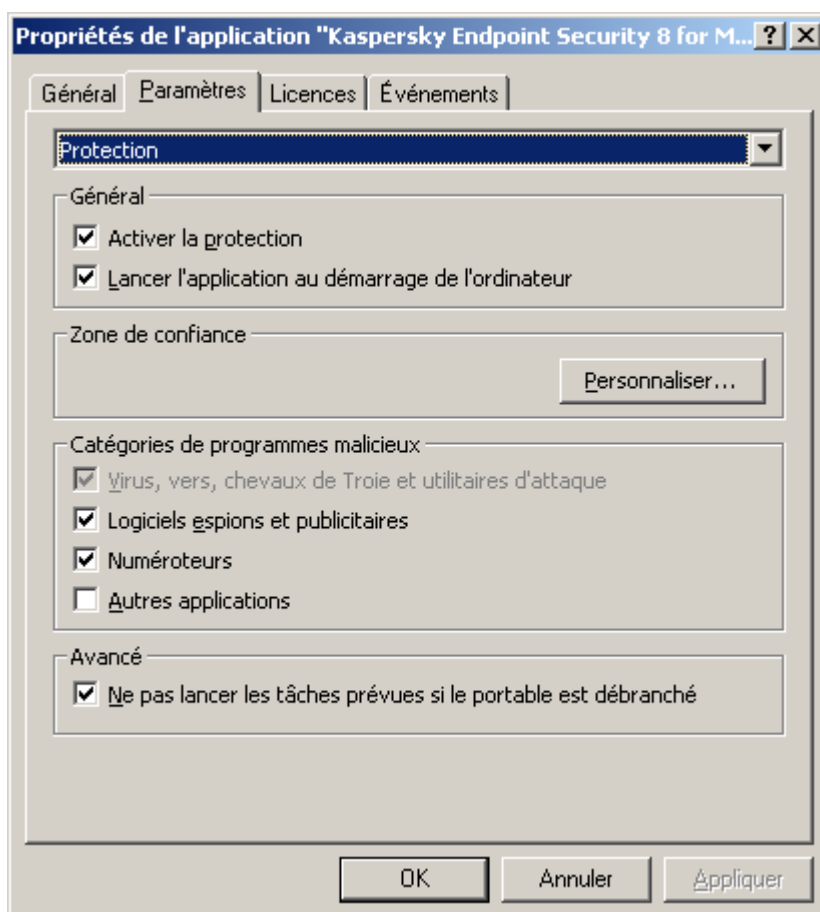 Propriétés de l'application "Kaspersky Endpoint Security 8 for M...
Général Paramètres Licences Événements
Protection
Général
Activer la protection
Lancer l'application au démarrage de l'ordinateur
Zone de confiance
Personnaliser...
Catégories de programmes malicieux
Virus, vers, chevaux de Troie et utilitaires d'attaque
Logiciels espions et publicitaires
Numéroteurs
Autres applications
Avancé
Ne pas lancer les tâches prévues si le portable est débranché
OK Annuler Appliquer